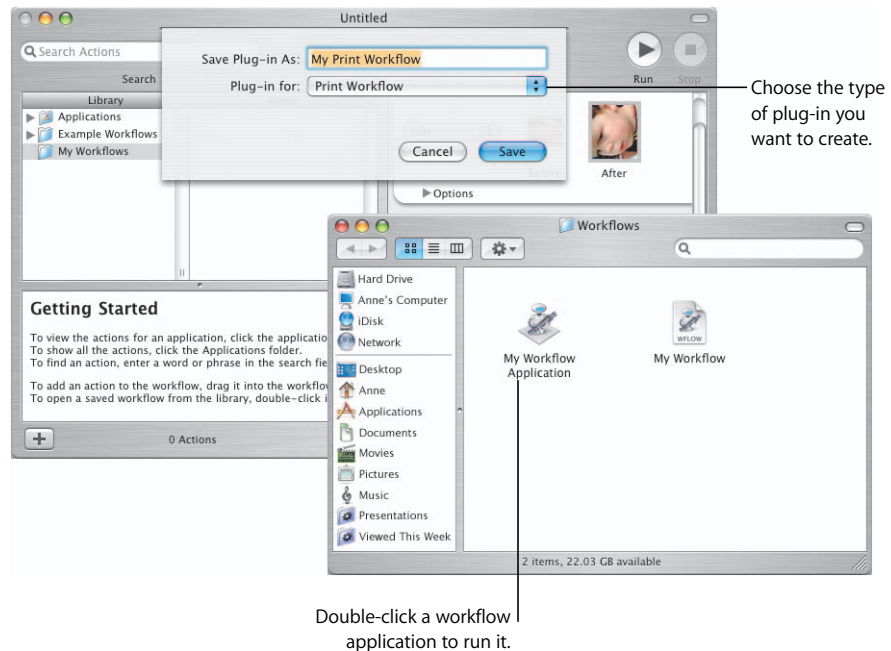 Untitled
Search Actions
Save Plug-in As: My Print Workflow
Plug-in for: Print Workflow
Search
Run
Stop
Library
Applications
Example Workflows
My Workflows
Cancel
Save
After
Options
Choose the type
of plug-in you
want to create.
Workflows
Getting Started
To view the actions for an application, click the applicatio
To show all the actions, click the Applications folder.
To find an action, enter a word or phrase in the search fie
To add an action to the workflow, drag it into the workflow
To open a saved workflow from the library, double-click i
0 Actions
Hard Drive
Anne's Computer
iDisk
Network
Desktop
Anne
Applications
Documents
Movies
Pictures
Music
Presentations
Viewed This Week
My Workflow
Application
WFLOW
My Workflow
2 items, 22.03 GB available
Double-click a workflow
application to run it.